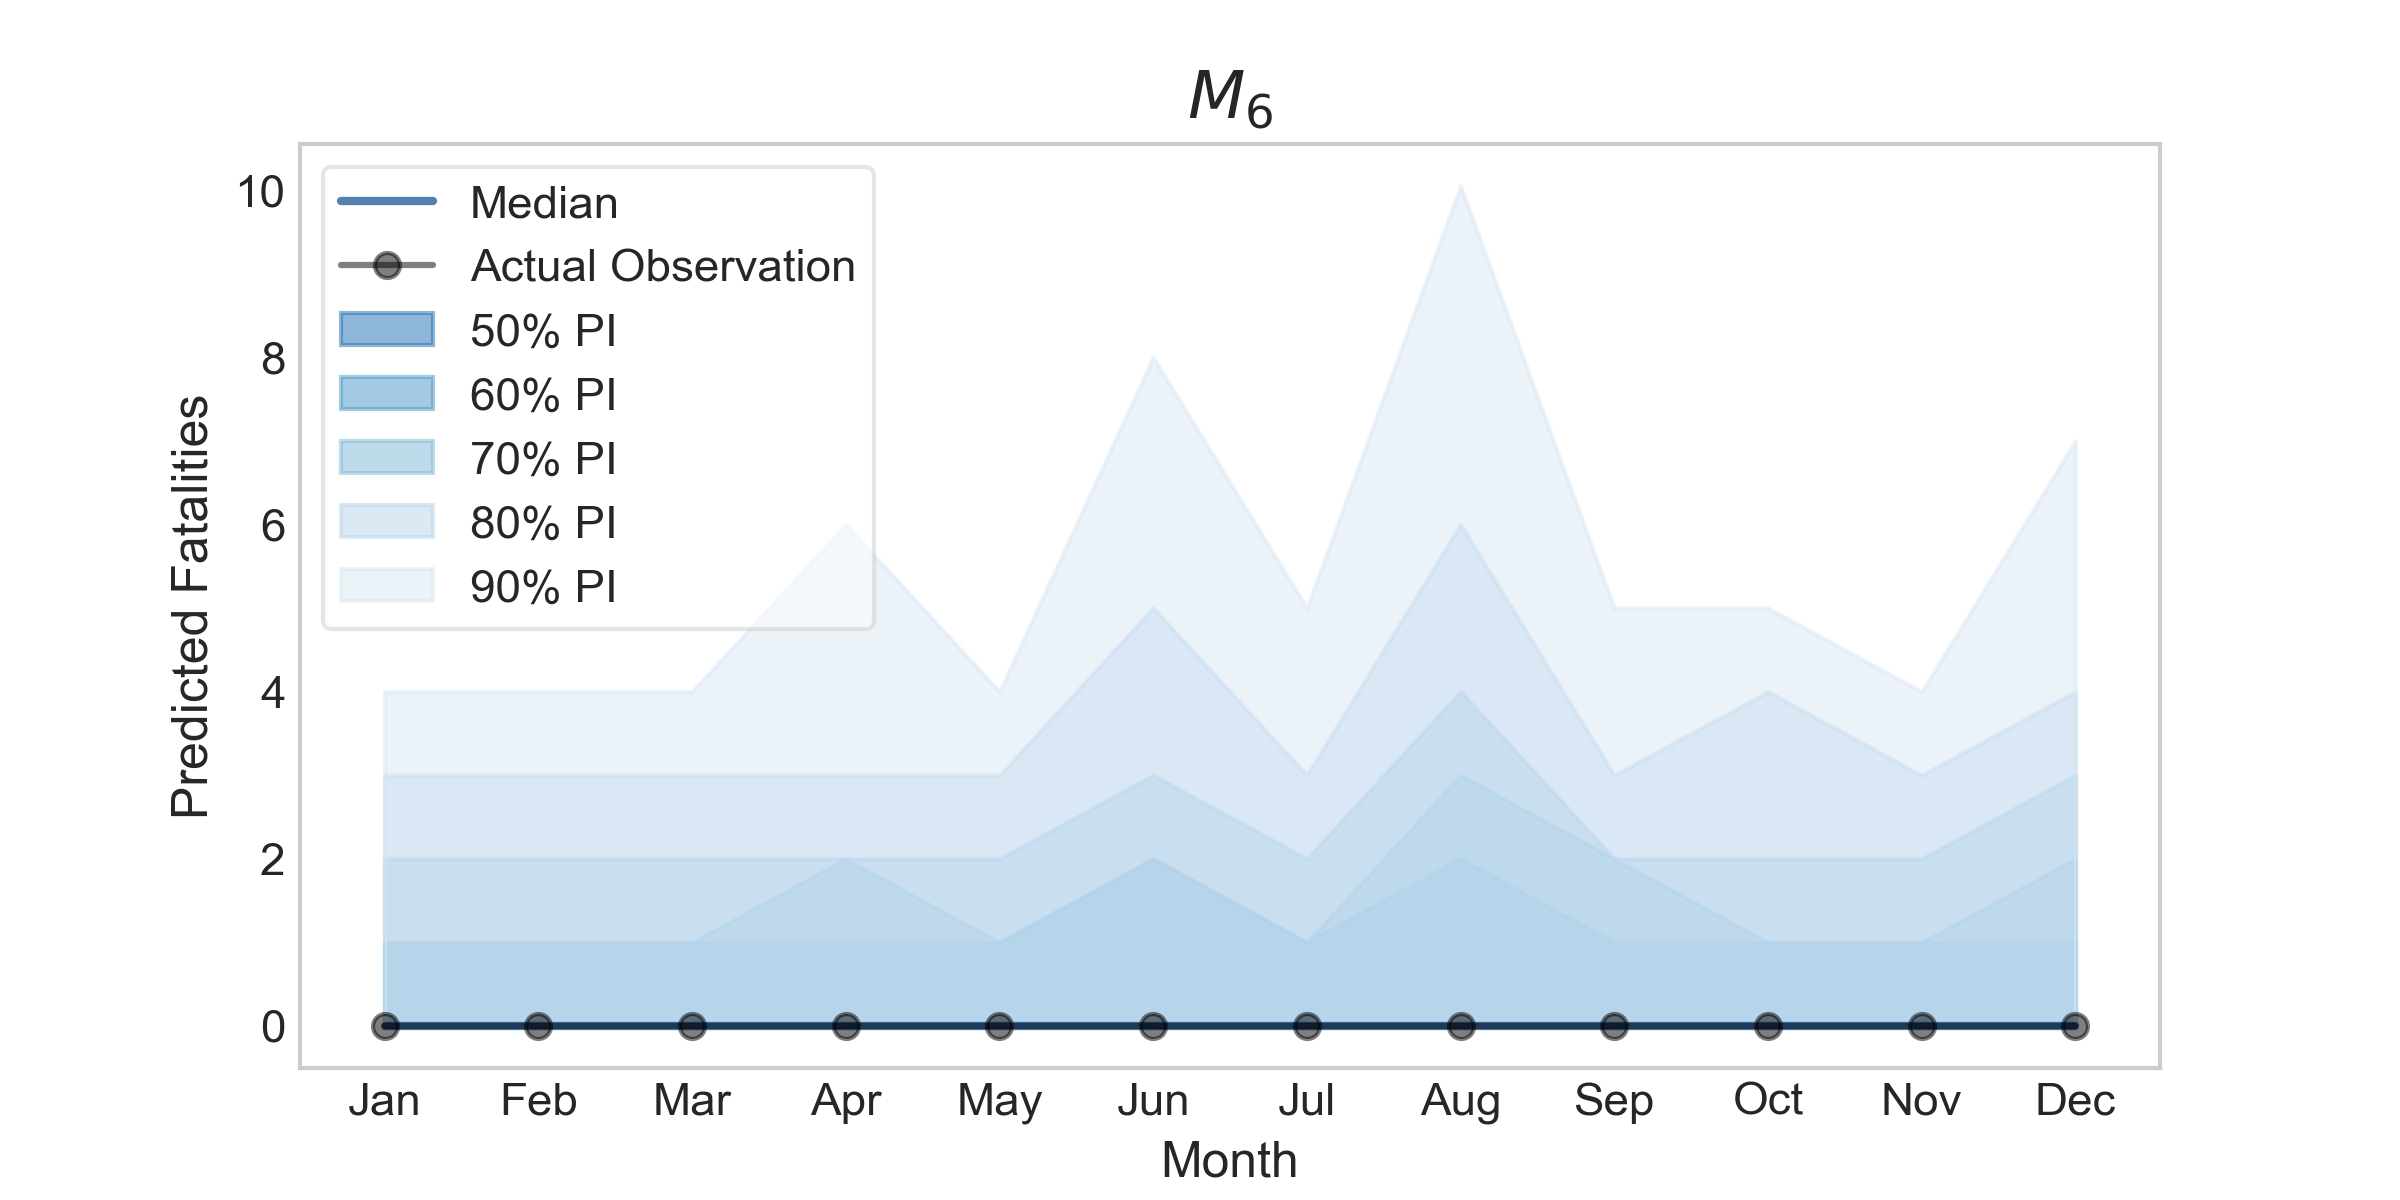 M6
Median
Actual Observation
50% PI
60% PI
70% PI
80% PI
90% PI
Predicted Fatalities
10
8
6
4
2
0
Jan Feb Mar Apr May Jun Jul Aug Sep Oct Nov Dec
Month